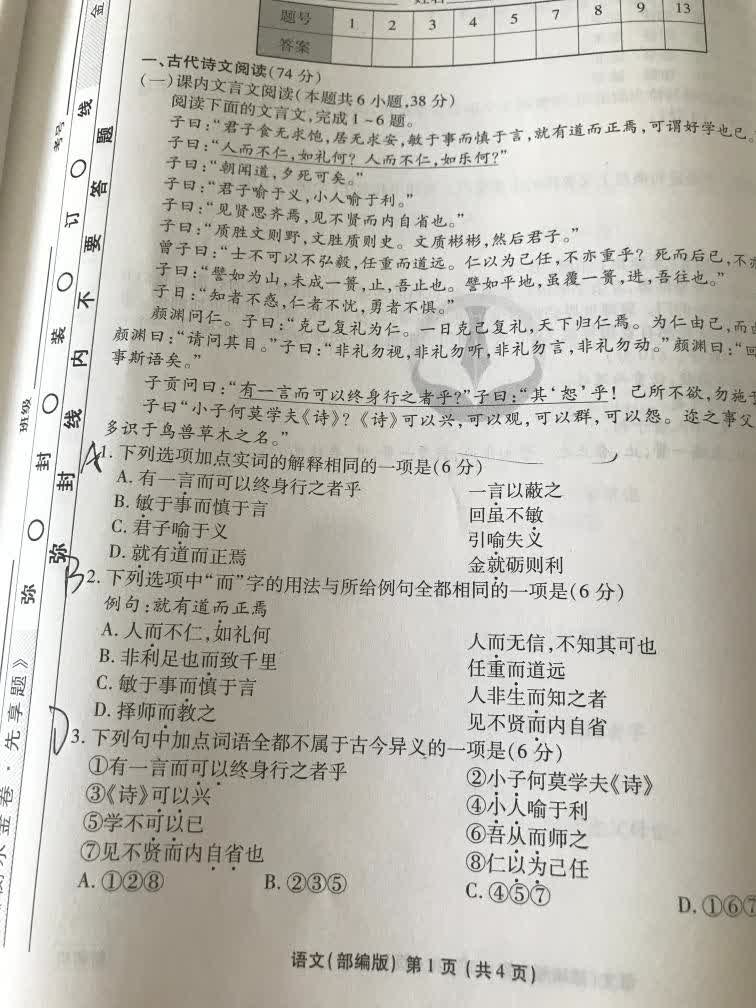 题号 1 2 3 4 5 7 8 9 13
答案
一、古代诗文阅读(74分)
(一)课内文言文阅读(本题共6小题,38分)
阅读下面的文言文,完成1~6题。
子曰:“君子食无求饱,居无求安,敏于事而慎于言,就有道而正焉,可谓好学也已。
子曰:“人而不仁,如礼何?人而不仁,如乐何?”
子曰:“朝闻道,夕死可矣。”
子曰:“君子喻于义,小人喻于利。”
子曰:“见贤思齐焉,见不贤而内自省也。”
子曰:“质胜文则野,文胜质则史。文质彬彬,然后君子。”
曾子曰:“士不可以不弘毅,任重而道远。仁以为己任,不亦重乎?死而后已,不亦
子曰:“譬如为山,未成一篑,止,吾止也。譬如平地,虽覆一篑,进,吾往也。”
子曰:“知者不惑,仁者不忧,勇者不惧。”
颜渊问仁。子曰:“克己复礼为仁。一日克己复礼,天下归仁焉。为仁由己,而由
颜渊曰:“请问其目。”子曰:“非礼勿视,非礼勿听,非礼勿言,非礼勿动。”颜渊曰:“回
事斯语矣。”
子贡问曰:“有一言而可以终身行之者乎?”子曰:“其‘恕’乎!己所不欲,勿施于
子曰“小子何莫学夫《诗》?《诗》可以兴,可以观,可以群,可以怨。迩之事父
多识于鸟兽草木之名。”
A
1. 下列选项加点实词的解释相同的一项是(6分)
A. 有一言而可以终身行之者乎 一言以蔽之
B. 敏于事而慎于言 回虽不敏
C. 君子喻于义 引喻失义
D. 就有道而正焉 金就砺则利
B
2. 下列选项中“而”字的用法与所给例句全都相同的一项是(6分)
例句:就有道而正焉
A. 人而不仁,如礼何 人而无信,不知其可也
B. 非利足也而致千里 任重而道远
C. 敏于事而慎于言 人非生而知之者
D. 择师而教之 见不贤而内自省
D
3. 下列句中加点词语全都不属于古今异义的一项是(6分)
①有一言而可以终身行之者乎 ②小子何莫学夫《诗》
③《诗》可以兴 ④小人喻于利
⑤学不可以已 ⑥吾从而师之
⑦见不贤而内自省也 ⑧仁以为己任
A. ①②⑧ B. ②③⑤ C. ④⑤⑦ D. ①⑥⑦
语文(部编版) 第1页(共4页)
金
考号
班级
弥 封 装 订 线
弥 封 线 内 不 要 答 题
金卷·先享题》